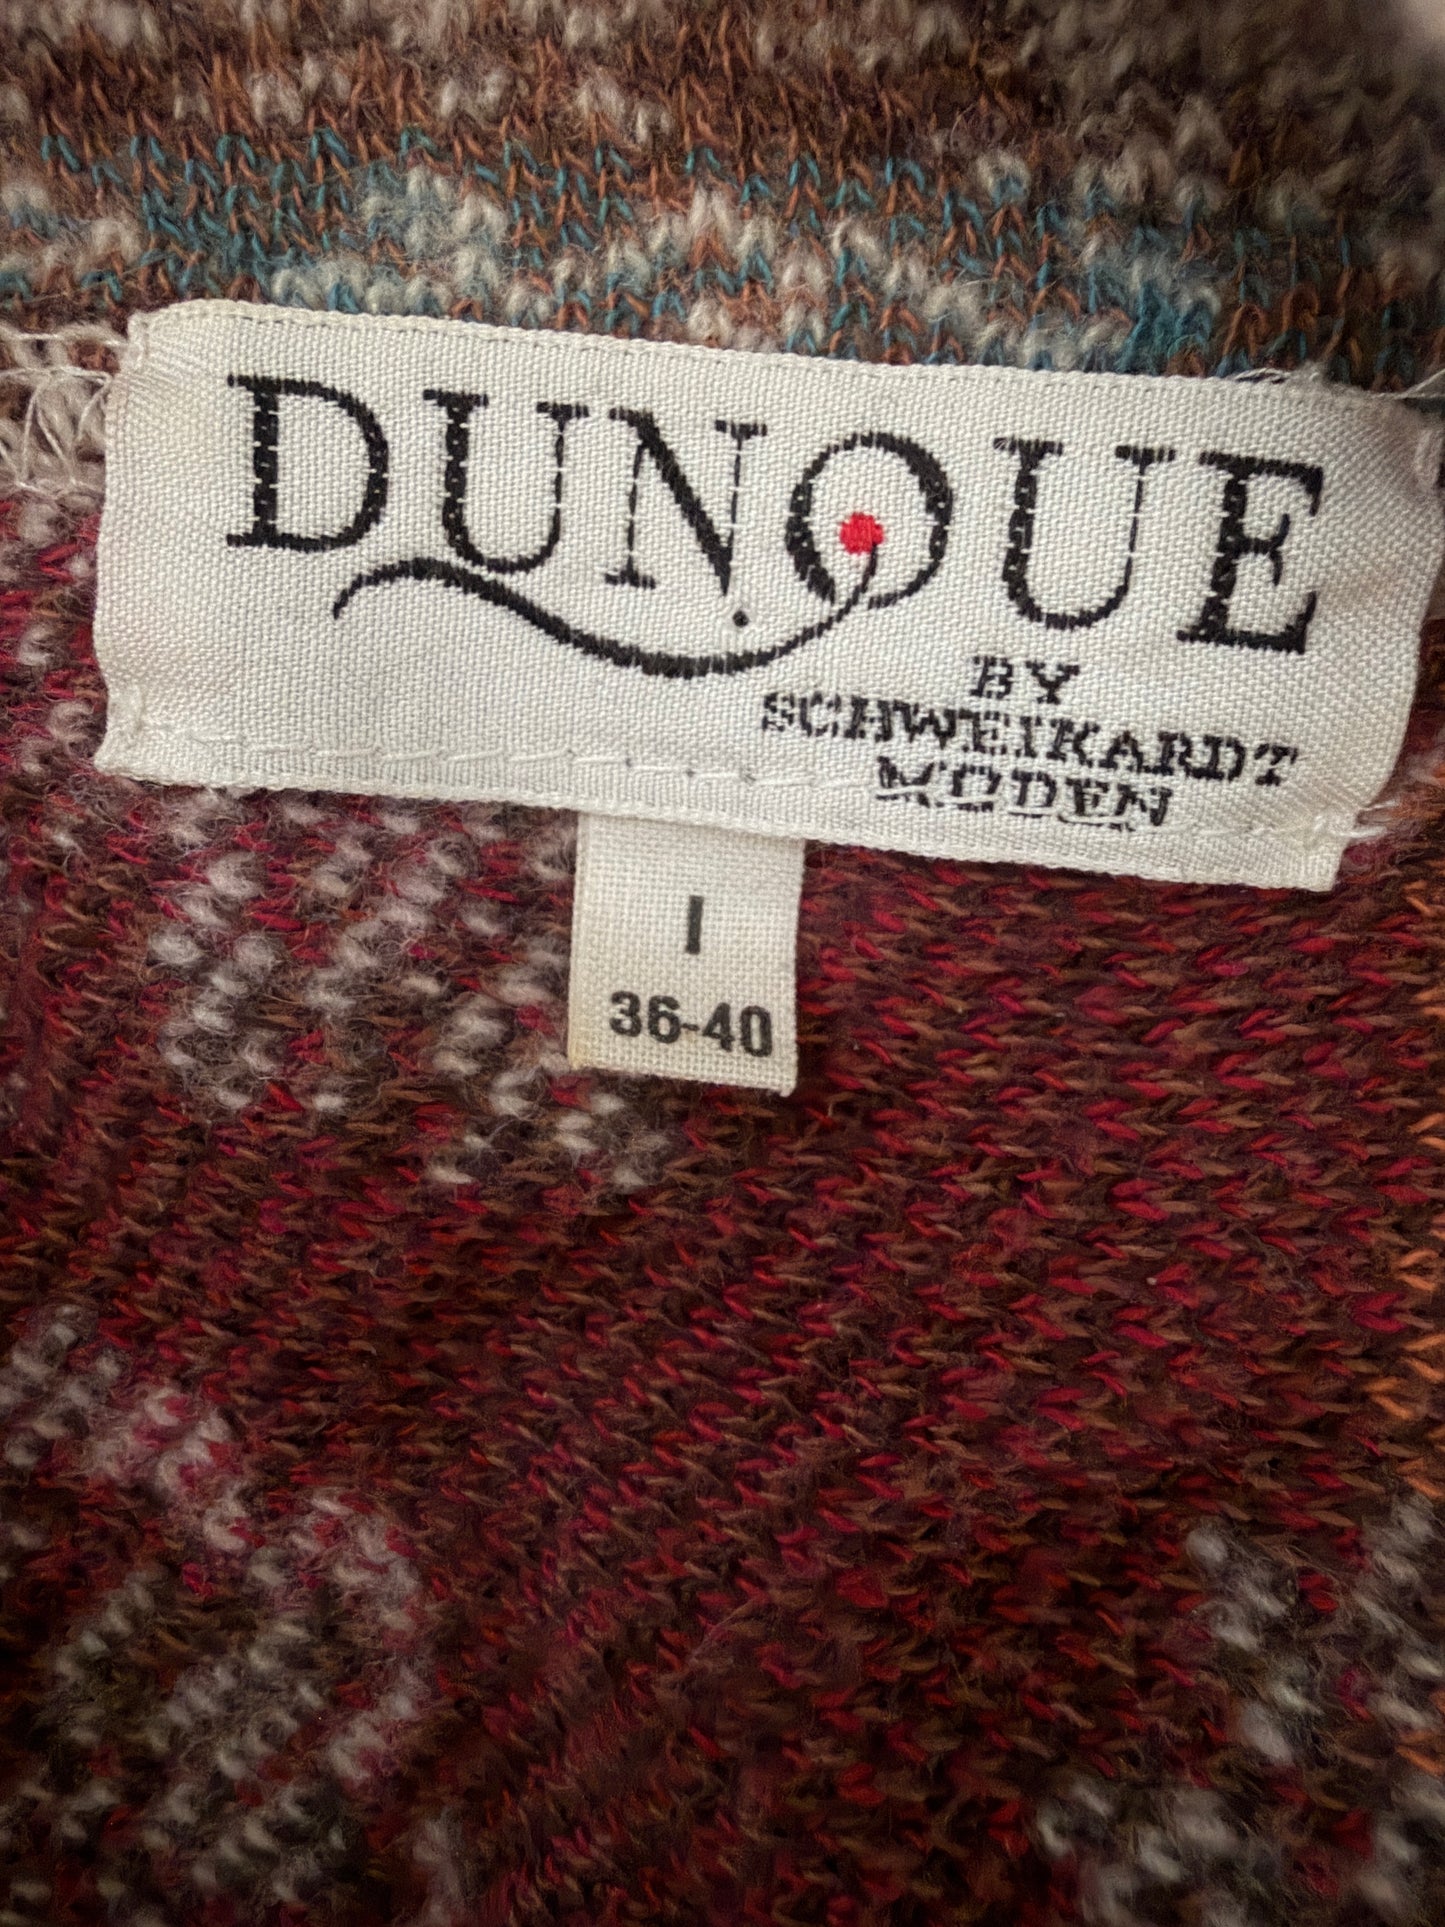 DUNQUE
BY
SCHWEIKARDT
MODEN
I
36-40